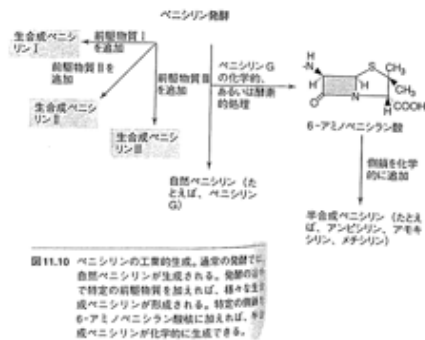 ペニシリン発酵
生合成ペニシ
リンⅠ
前駆物質Ⅰ
を追加
前駆物質Ⅱを
追加
生合成ペニシ
リンⅡ
前駆物質Ⅲ
を追加
生合成ペニシ
リンⅢ
ペニシリンGの
化学的、
あるいは酵素
的処理
H
-N
H
H
S
CH₃
CH₃
O
N
H
COOH
6-アミノペニシラン酸
自然ペニシリン（た
とえば、ペニシリン
G）
側鎖を化学
的に追加
半合成ペニシリン（たとえ
ば、アンピシリン、アモキ
シリン、メチシリン）
図11.10 ペニシリンの工業的生成。通常の発酵で
自然ペニシリンが生成される。発酵の
で特定の前駆物質を加えれば、様々な生
成ペニシリンが形成される。特定の側鎖
6-アミノペニシラン酸核に加えれば、
成ペニシリンが化学的に生成できる。